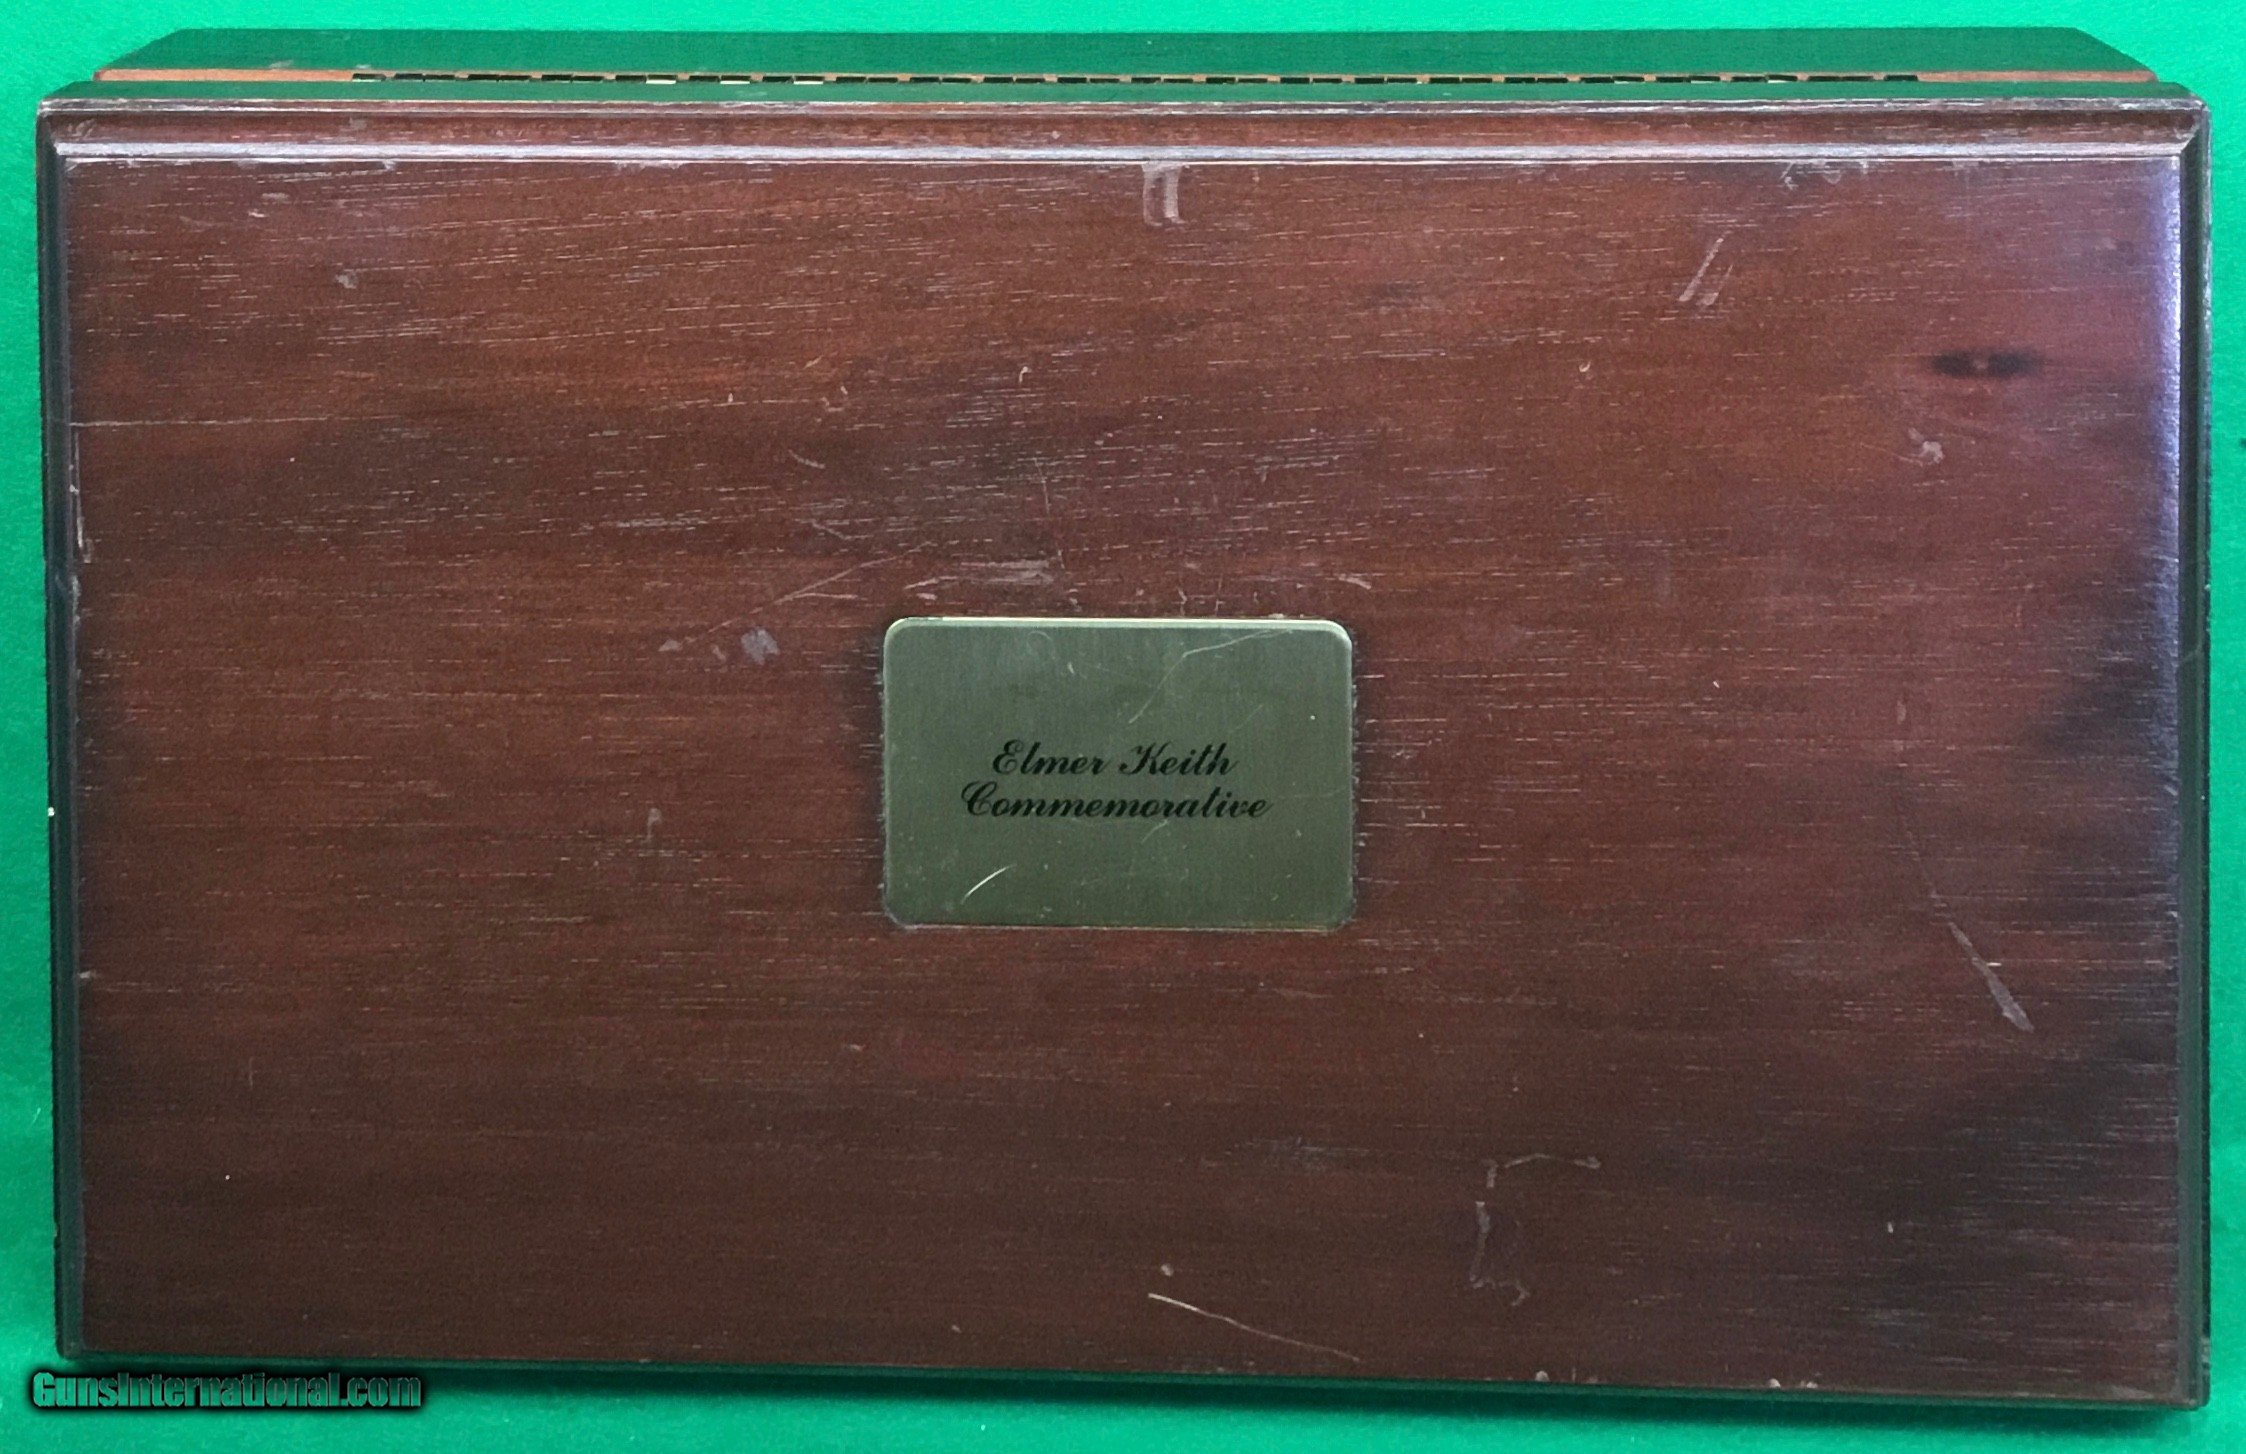 Elmer Keith
Commemorative
GunsInternational.com